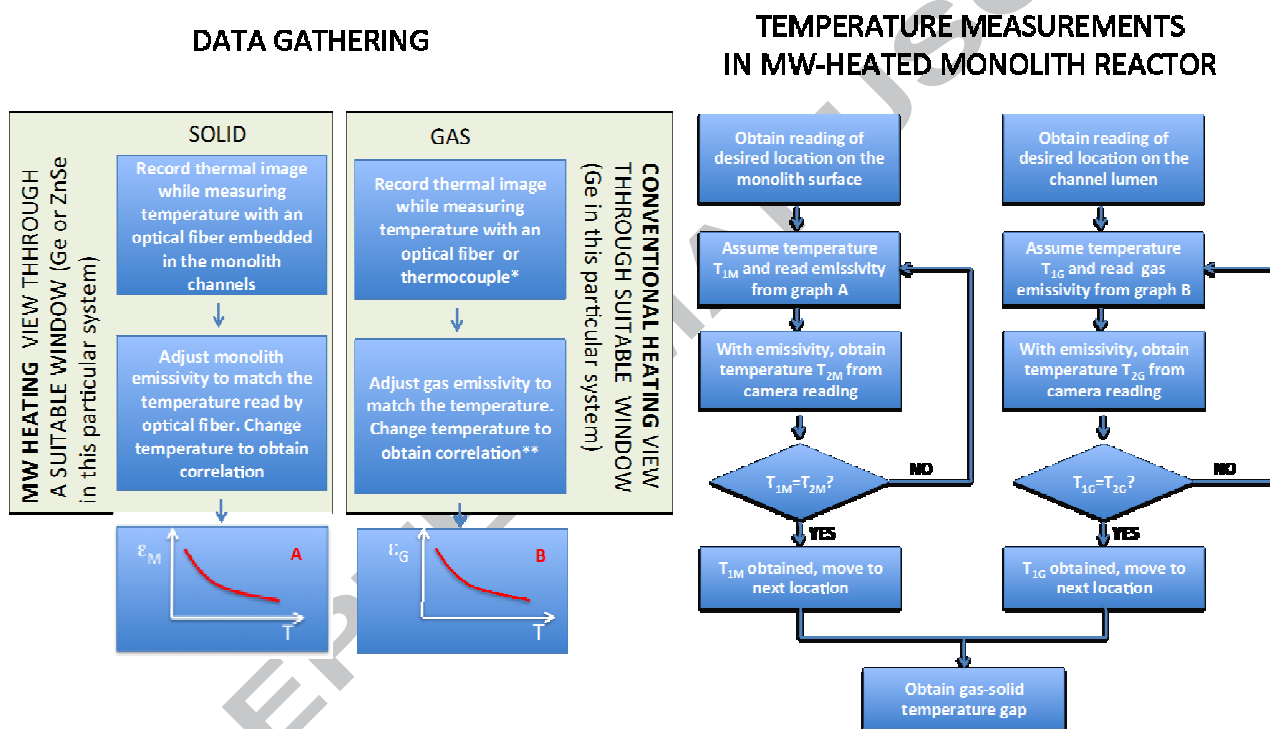 DATA GATHERING
SOLID
MW HEATING VIEW THHROUGH
A SUITABLE WINDOW (Ge or ZnSe
in this particular system)
Record thermal image
while measuring
temperature with an
optical fiber embedded
in the monolith
channels
Adjust monolith
emissivity to match the
temperature read by
optical fiber. Change
temperature to obtain
correlation
εM
A
T
GAS
Record thermal image
while measuring
temperature with an
optical fiber or
thermocouple*
Adjust gas emissivity to
match the temperature.
Change temperature to
obtain correlation**
CONVENTIONAL HEATING VIEW
THHROUGH SUITABLE WINDOW
(Ge in this particular system)
εG
B
T
TEMPERATURE MEASUREMENTS
IN MW-HEATED MONOLITH REACTOR
Obtain reading of
desired location on the
monolith surface
Assume temperature
T1M and read emissivity
from graph A
With emissivity, obtain
temperature T2M from
camera reading
T1M=T2M?
NO
YES
T1M obtained, move to
next location
Obtain reading of
desired location on the
channel lumen
Assume temperature
T1G and read gas
emissivity from graph B
With emissivity, obtain
temperature T2G from
camera reading
T1G=T2G?
NO
YES
T1G obtained, move to
next location
Obtain gas-solid
temperature gap